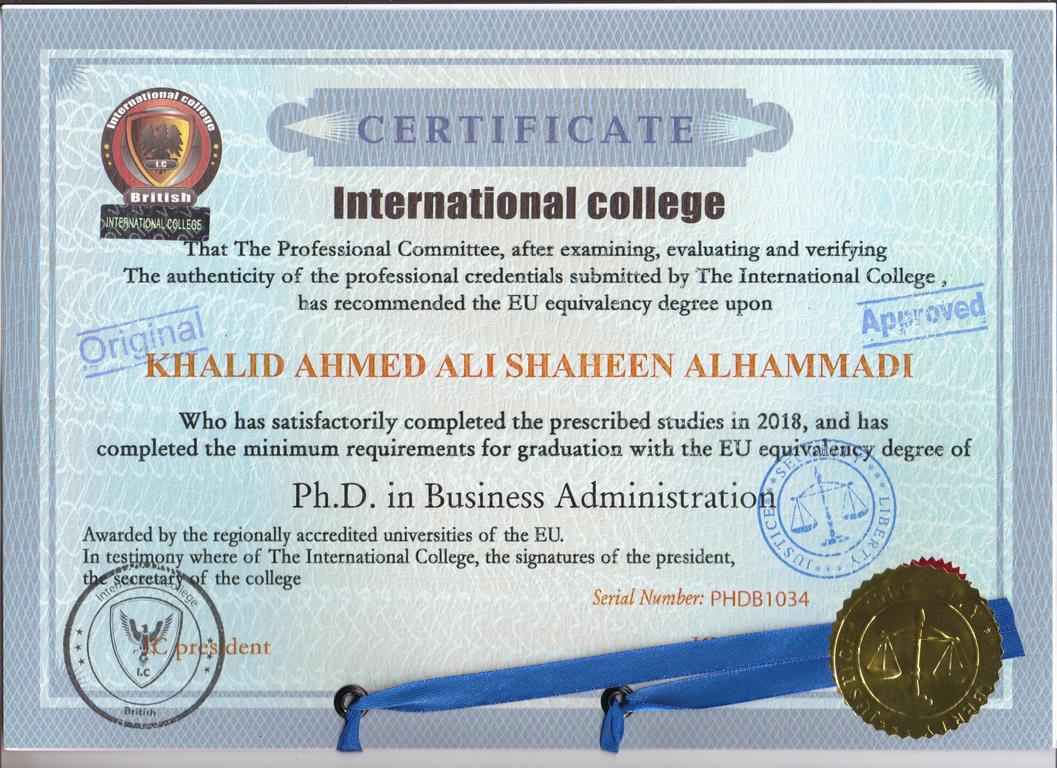 International college
I.C
British
INTERNATIONAL COLLEGE
CERTIFICATE
International college
That The Professional Committee, after examining, evaluating and verifying
The authenticity of the professional credentials submitted by The International College ,
has recommended the EU equivalency degree upon
Original
Approved
KHALID AHMED ALI SHAHEEN ALHAMMADI
Who has satisfactorily completed the prescribed studies in 2018, and has
completed the minimum requirements for graduation with the EU equivalency degree of
Ph.D. in Business Administration
SECURITY LIBERTY JUSTICE
Awarded by the regionally accredited universities of the EU.
In testimony where of The International College, the signatures of the president,
the secretary of the college
Serial Number: PHDB1034
International College
I.C
British
IC president
JUSTICE LIBERTY